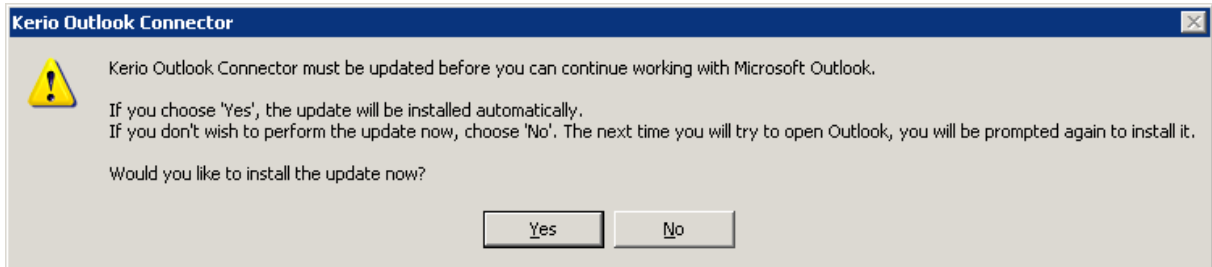 Kerio Outlook Connector
Kerio Outlook Connector must be updated before you can continue working with Microsoft Outlook.
If you choose 'Yes', the update will be installed automatically.
If you don't wish to perform the update now, choose 'No'. The next time you will try to open Outlook, you will be prompted again to install it.
Would you like to install the update now?
Yes No